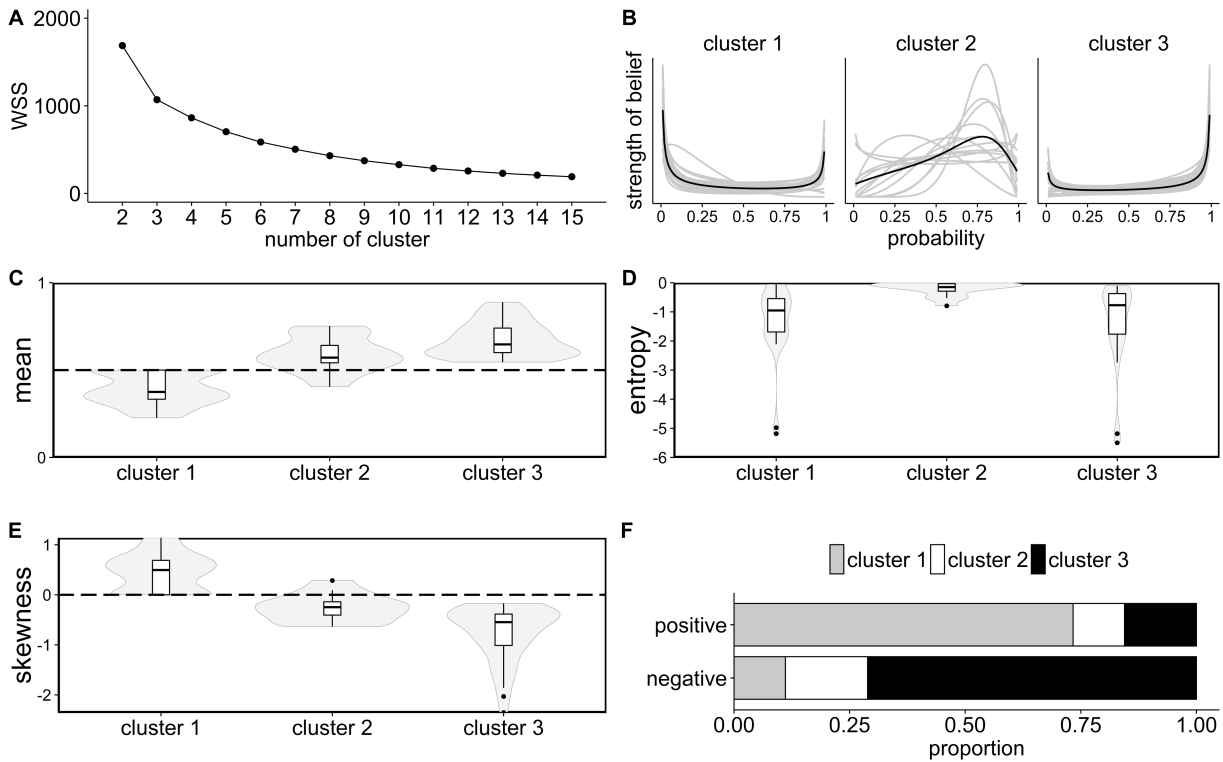 A
2000
1000
0
WSS
2 3 4 5 6 7 8 9 10 11 12 13 14 15
number of cluster
B
cluster 1 cluster 2 cluster 3
strength of belief
0 0.25 0.5 0.75 1 0 0.25 0.5 0.75 1 0 0.25 0.5 0.75 1
probability
C
1
0
mean
cluster 1 cluster 2 cluster 3
D
0
-1
-2
-3
-4
-5
-6
entropy
cluster 1 cluster 2 cluster 3
E
1
0
-1
-2
skewness
cluster 1 cluster 2 cluster 3
F
cluster 1 cluster 2 cluster 3
positive
negative
0.00 0.25 0.50 0.75 1.00
proportion